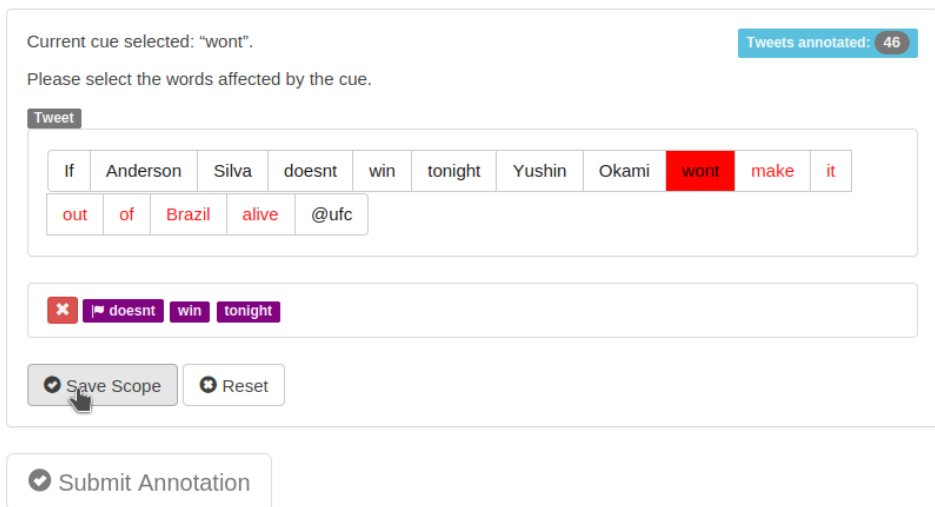 Current cue selected: “wont”.
Tweets annotated: 46
Please select the words affected by the cue.
Tweet
If Anderson Silva doesnt win tonight Yushin Okami wont make it
out of Brazil alive @ufc
doesnt win tonight
Save Scope Reset
Submit Annotation